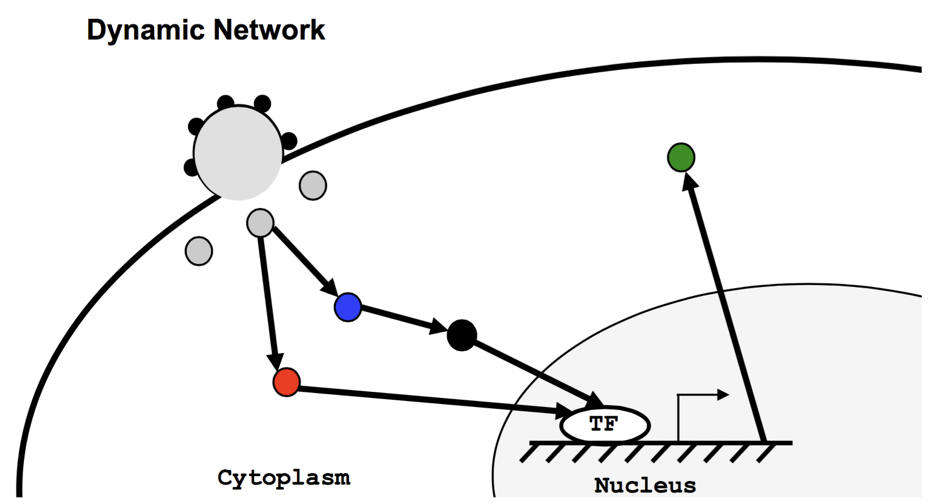 Dynamic Network
TF
Cytoplasm
Nucleus